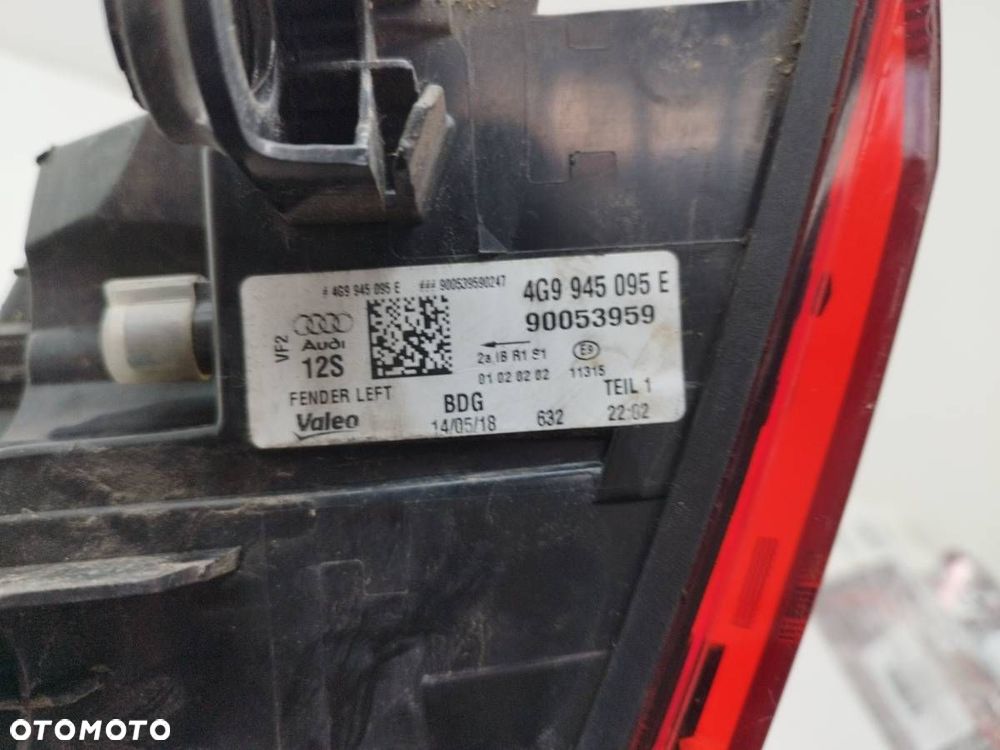 # 4G9 945 095 E ### 900539590247
4G9 945 095 E
90053959
VF2
Audi
12S
2a IB R1 S1
01 02 02 02
E9
11315
FENDER LEFT
BDG
TEIL 1
Valeo
14/05/18
632
22:02
OTOMOTO